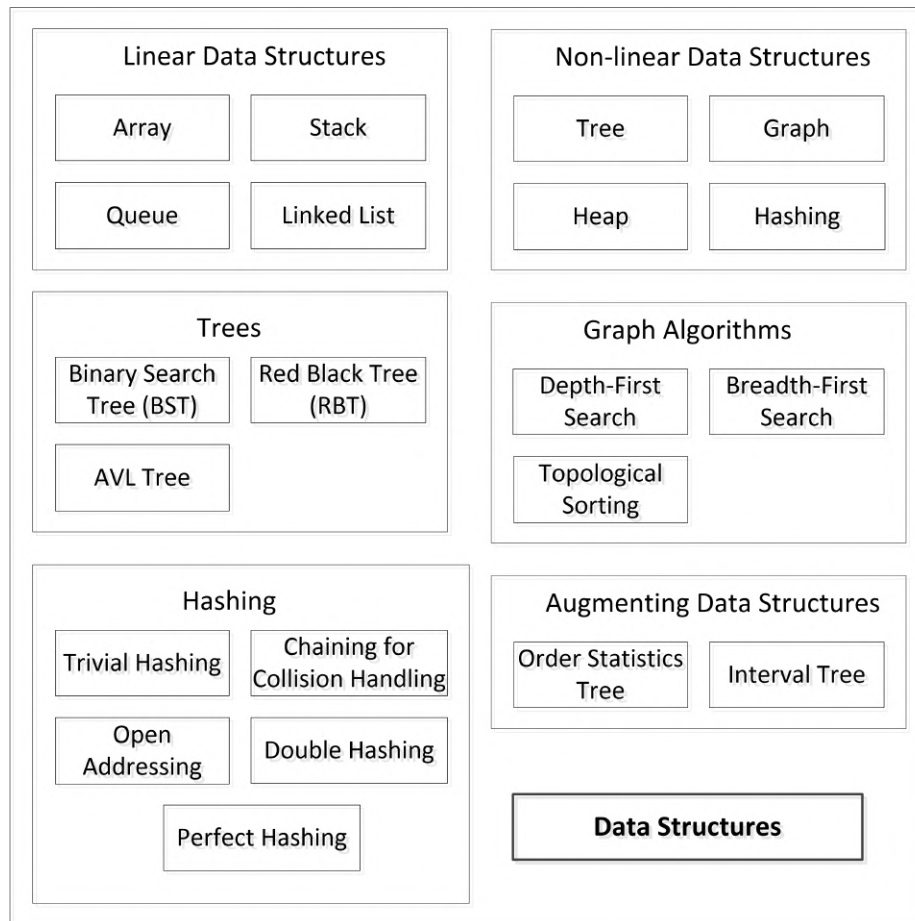 Linear Data Structures
Array
Stack
Queue
Linked List
Non-linear Data Structures
Tree
Graph
Heap
Hashing
Trees
Binary Search
Tree (BST)
Red Black Tree
(RBT)
AVL Tree
Graph Algorithms
Depth-First
Search
Breadth-First
Search
Topological
Sorting
Hashing
Trivial Hashing
Chaining for
Collision Handling
Open
Addressing
Double Hashing
Perfect Hashing
Augmenting Data Structures
Order Statistics
Tree
Interval Tree
Data Structures